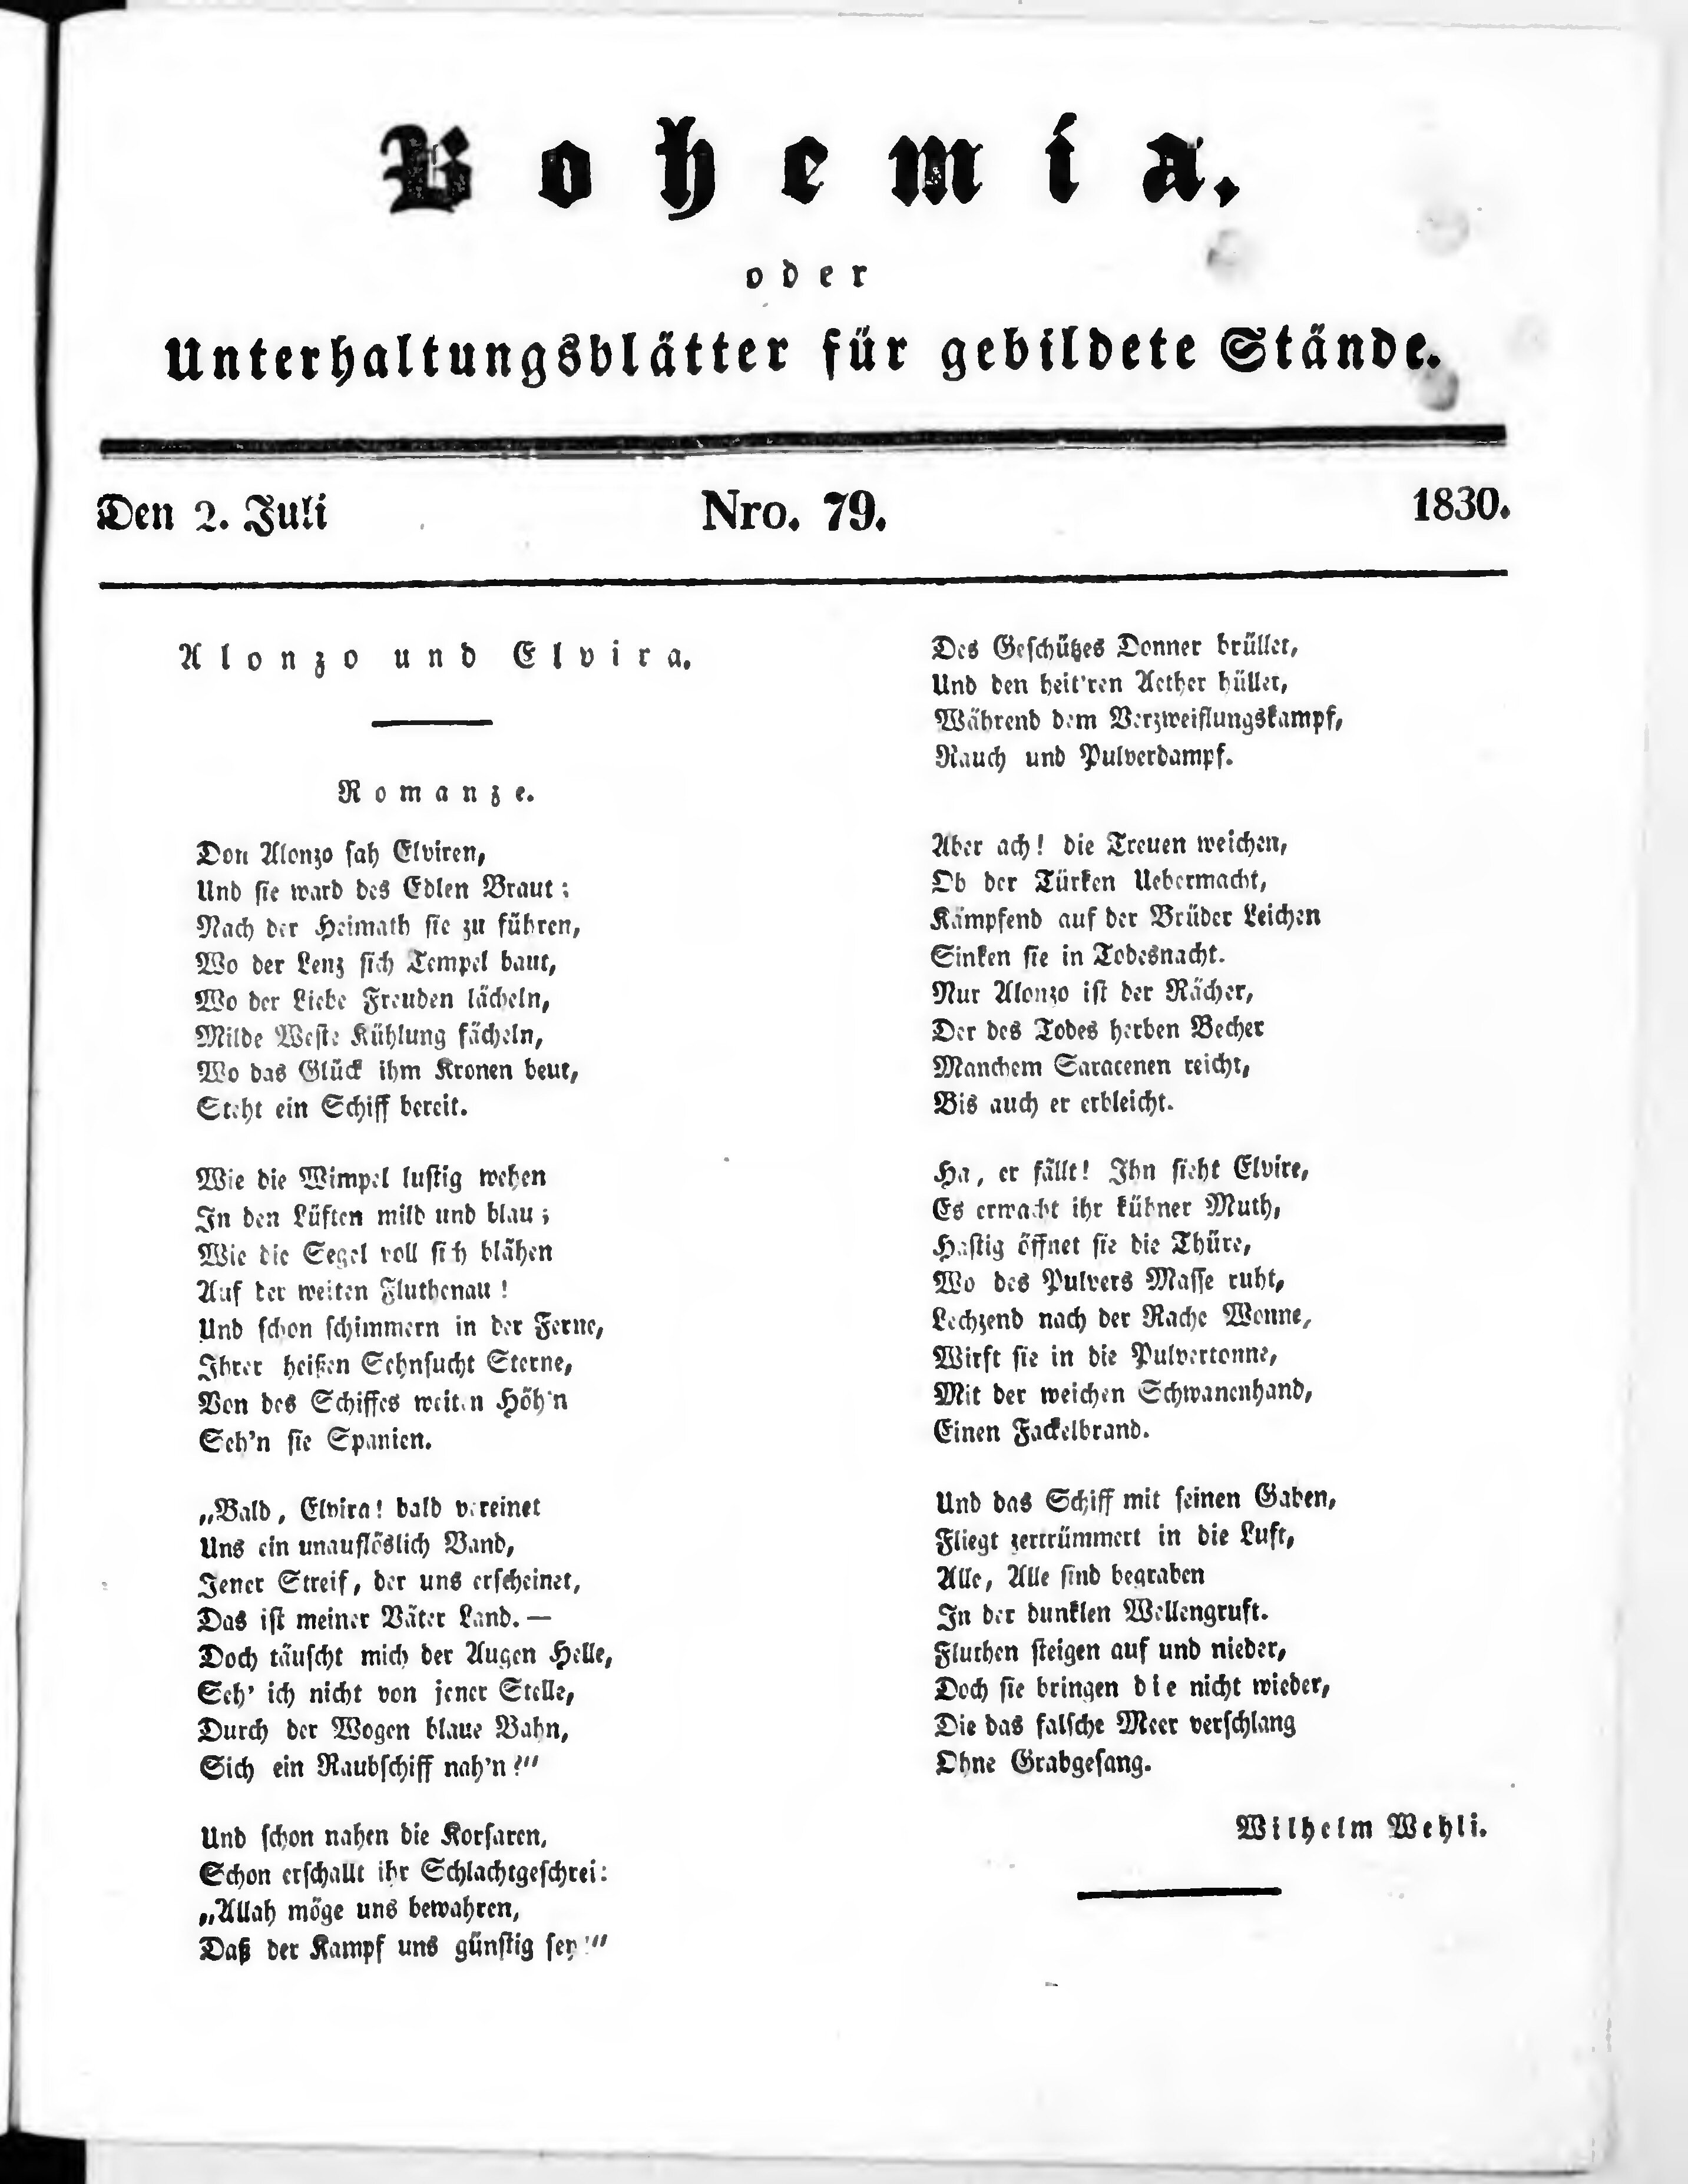 Bohemia,
oder
Unterhaltungsblätter für gebildete Stände.
Den 2. Juli Nro. 79. 1830.
Alonzo und Elvira.
Romanze.
Don Alonzo sah Elviren,
Und sie ward des Edlen Braut;
Nach der Heimath sie zu führen,
Wo der Lenz sich Tempel baut,
Wo der Liebe Freuden lächeln,
Milde Weste Kühlung fächeln,
Wo das Glück ihm Kronen beut,
Steht ein Schiff bereit.
Wie die Wimpel lustig wehen
In den Lüften mild und blau;
Wie die Segel voll sich blähen
Auf der weiten Fluthenau!
Und schon schimmern in der Ferne,
Ihrer heißen Sehnsucht Sterne,
Von des Schiffes weiten Höh'n
Seh'n sie Spanien.
„Bald, Elvira! bald vereinet
Uns ein unauflöslich Band,
Jener Streif, der uns erscheinet,
Das ist meiner Väter Land. —
Doch täuscht mich der Augen Helle,
Seh' ich nicht von jener Stelle,
Durch der Wogen blaue Bahn,
Sich ein Raubschiff nah'n?"
Und schon nahen die Korsaren,
Schon erschallt ihr Schlachtgeschrei:
„Allah möge uns bewahren,
Daß der Kampf uns günstig sey!"
Des Geschützes Donner brüllet,
Und den heit'ren Aether hüllet,
Während dem Verzweiflungskampf,
Rauch und Pulverdampf.
Aber ach! die Treuen weichen,
Ob der Türken Uebermacht,
Kämpfend auf der Brüder Leichen
Sinken sie in Todesnacht.
Nur Alonzo ist der Rächer,
Der des Todes herben Becher
Manchem Saracenen reicht,
Bis auch er erbleicht.
Ha, er fällt! Ihn sieht Elvire,
Es erwacht ihr kühner Muth,
Hastig öffnet sie die Thüre,
Wo des Pulvers Masse ruht,
Lechzend nach der Rache Wonne,
Wirft sie in die Pulvertonne,
Mit der weichen Schwanenhand,
Einen Fackelbrand.
Und das Schiff mit seinen Gaben,
Fliegt zertrümmert in die Luft,
Alle, Alle sind begraben
In der dunklen Wellengruft.
Fluthen steigen auf und nieder,
Doch sie bringen die nicht wieder,
Die das falsche Meer verschlang
Ohne Grabgesang.
Wilhelm Wehli.